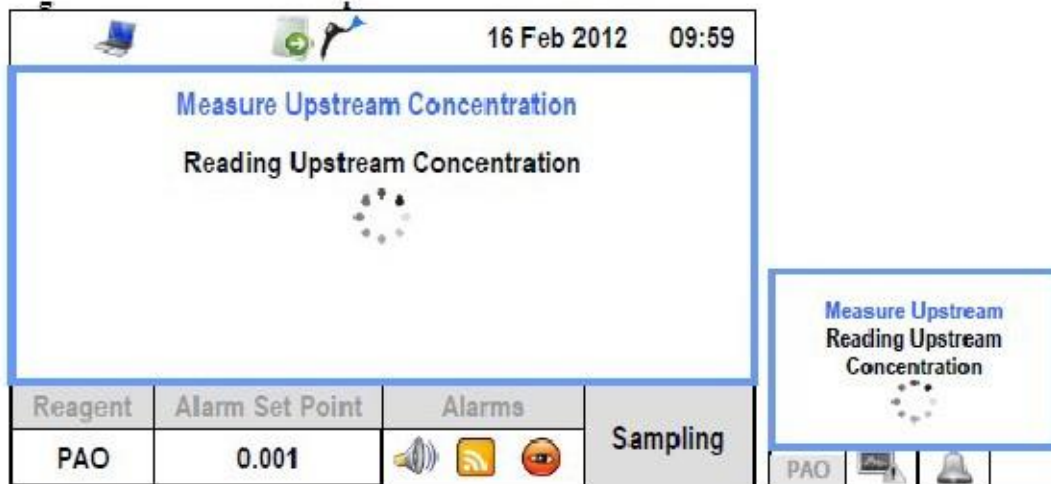 16 Feb 2012 09:59
Measure Upstream Concentration
Reading Upstream Concentration
Reagent Alarm Set Point Alarms
PAO 0.001 Sampling
Measure Upstream
Reading Upstream
Concentration
PAO